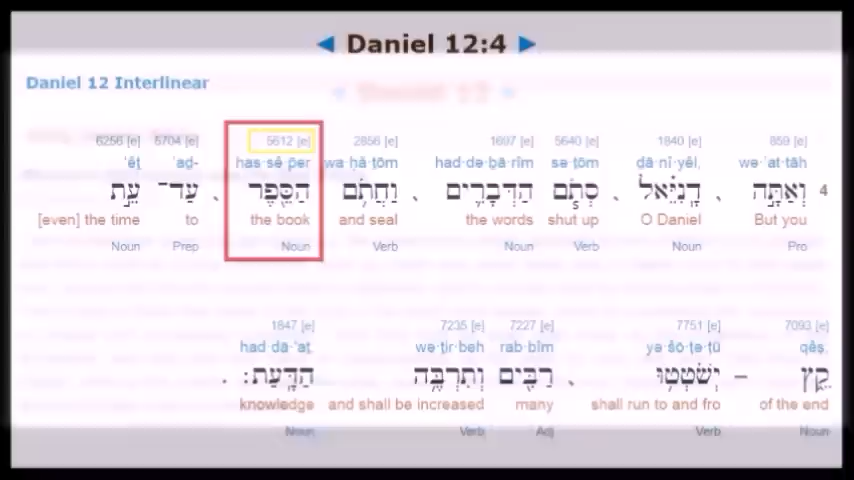 ◄ Daniel 12:4 ►
Daniel 12 Interlinear
6256 [e] 5704 [e] 5612 [e] 2856 [e] 1697 [e] 5640 [e] 1840 [e] 859 [e]
‘êṯ ‘aḏ- has·sê·p̄er wa·ḥă·ṯōm had·də·ḇā·rîm sə·ṯōm dā·nî·yêl, wə·’at·tāh
4 וְאַתָּ֣ה דָֽנִיֵּ֗אל ، סְתֹ֧ם הַדְּבָרִ֛ים ، וַחֲתֹ֥ם הַסֵּ֖פֶר ، עַד־ עֵ֣ת
[even] the time to the book and seal the words shut up O Daniel But you
Noun Prep Noun Verb Noun Verb Noun Pro
1847 [e] 7235 [e] 7227 [e] 7751 [e] 7093 [e]
had·dā·‘aṯ wə·ṯir·beh rab·bîm yə·šō·ṭə·ṭū qêṣ,
קֵ֑ץ – יְשֹׁטְט֥וּ ، רַבִּ֖ים וְתִרְבֶּ֥ה הַדָּֽעַת׃ .
knowledge and shall be increased many shall run to and fro of the end
Noun Verb Adj Verb Noun